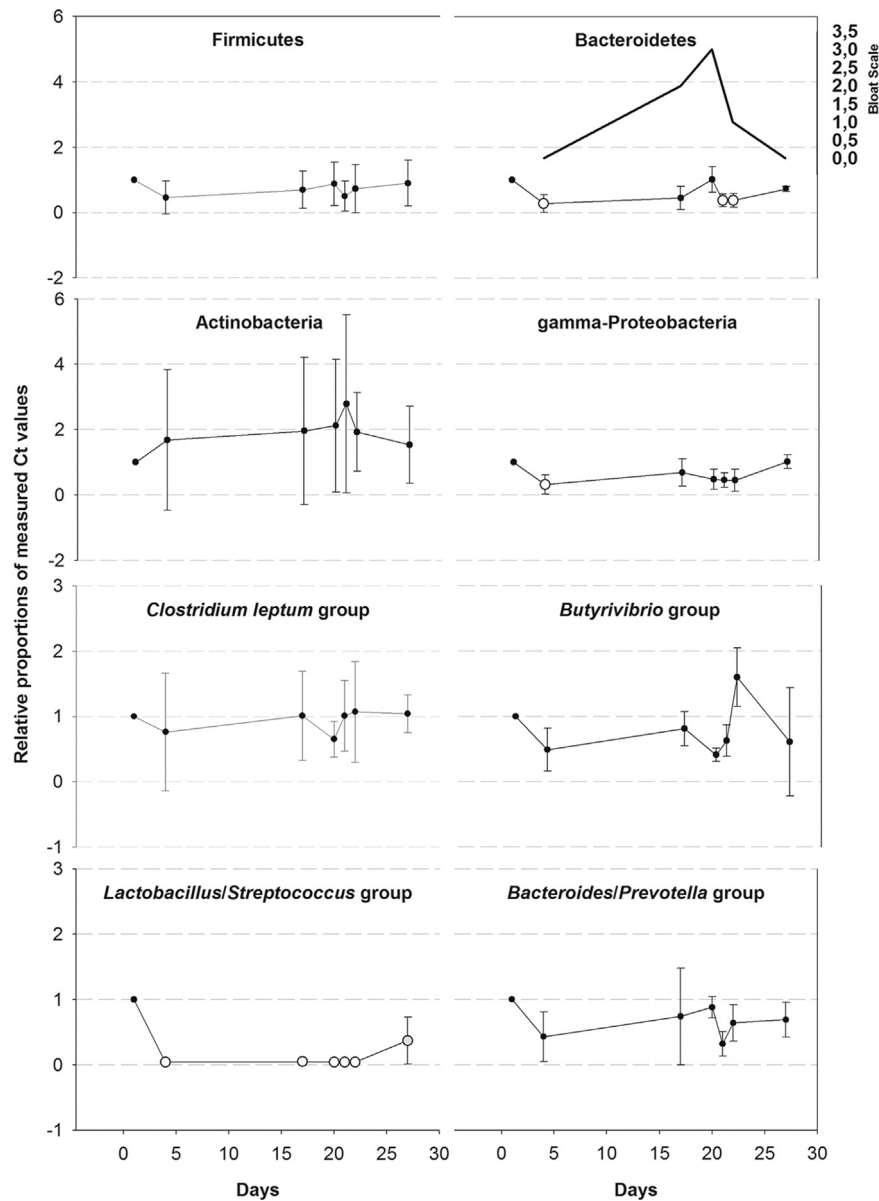 Relative proportions of measured Ct values
Firmicutes
6
4
2
0
-2
Bacteroidetes
3,5
3,0
2,5
2,0
1,5
1,0
0,5
0,0
Bloat Scale
Actinobacteria
6
4
2
0
-2
gamma-Proteobacteria
Clostridium leptum group
3
2
1
0
-1
Butyrivibrio group
Lactobacillus/Streptococcus group
3
2
1
0
-1
Bacteroides/Prevotella group
0 5 10 15 20 25 30
Days
0 5 10 15 20 25 30
Days